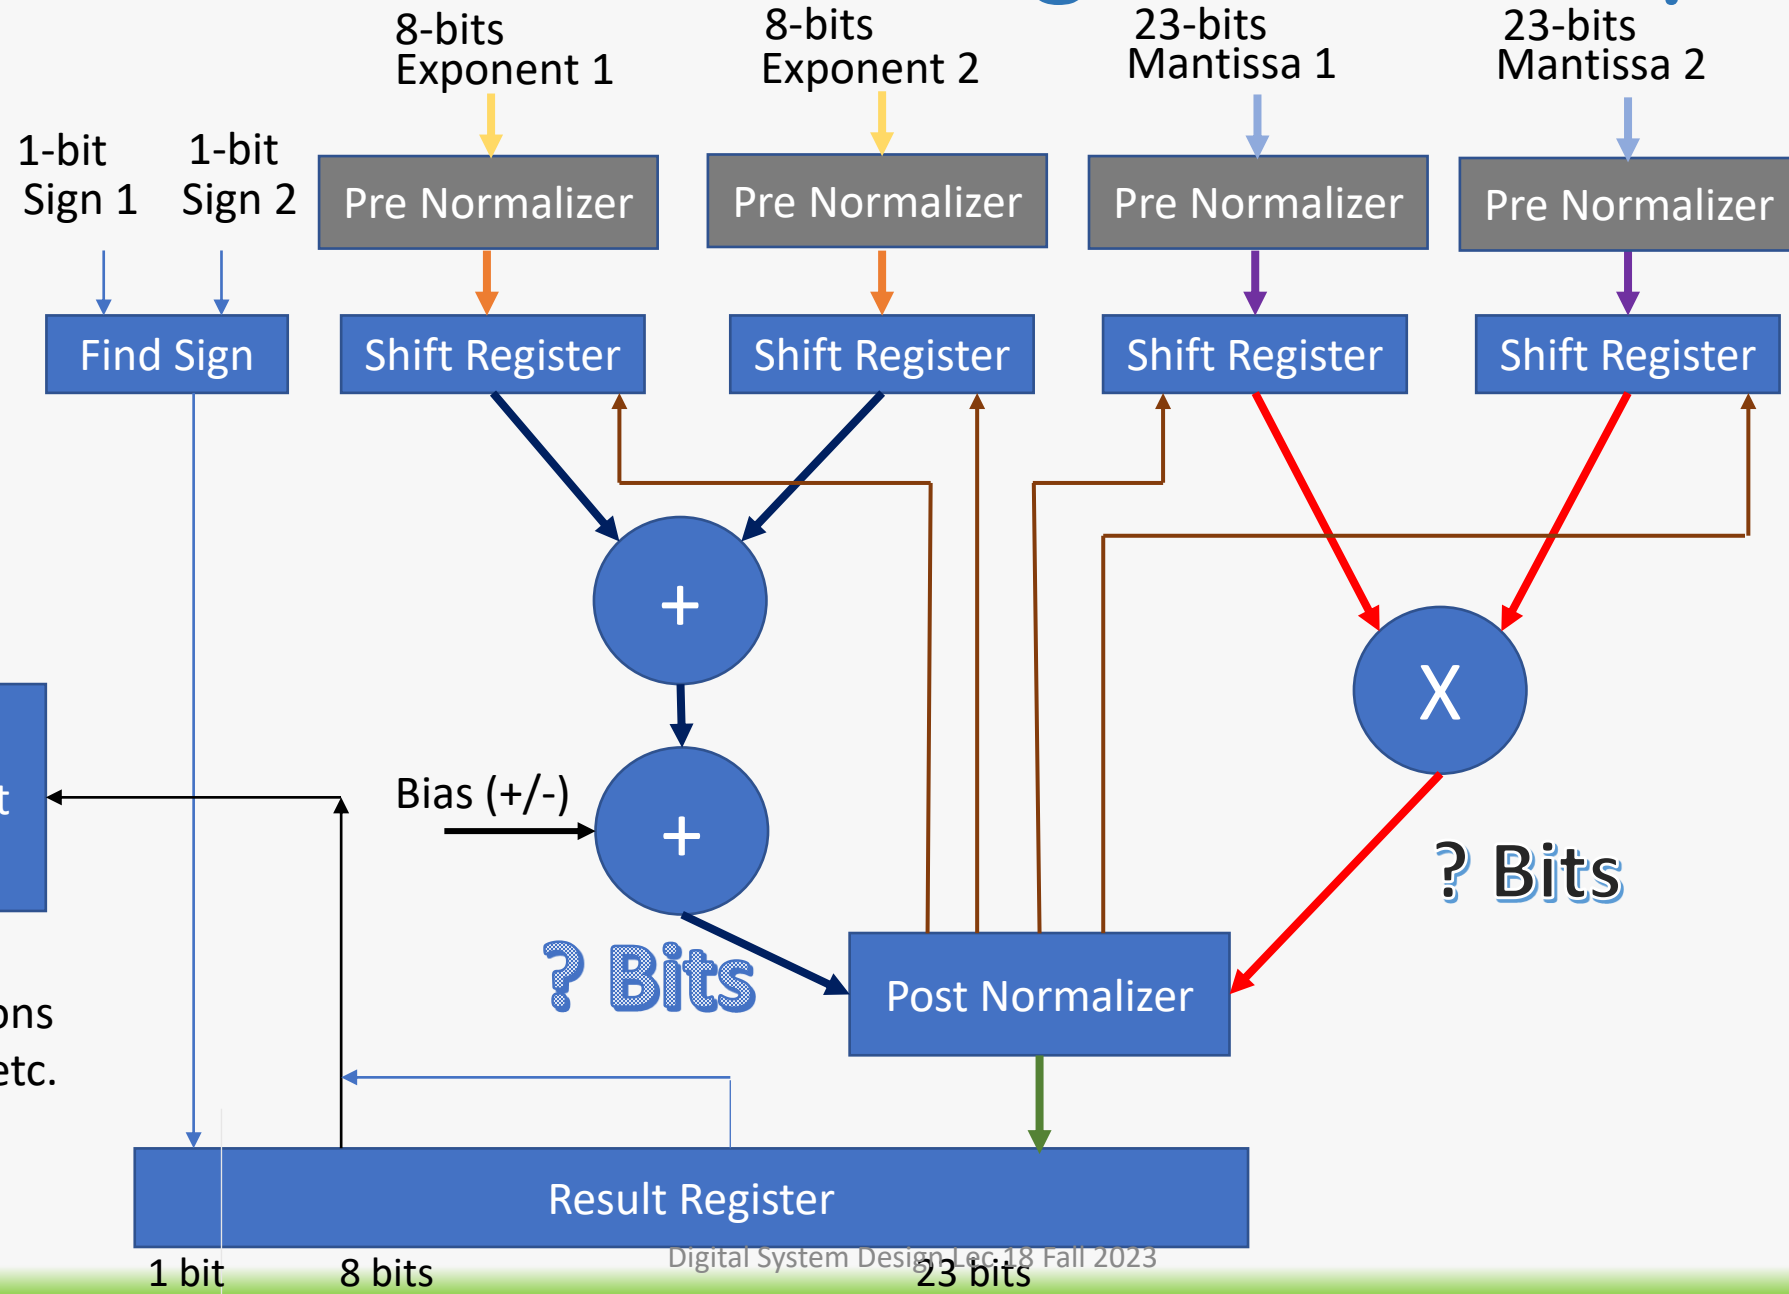 8-bits
Exponent 1
8-bits
Exponent 2
23-bits
Mantissa 1
23-bits
Mantissa 2
1-bit
Sign 1
1-bit
Sign 2
Pre Normalizer
Pre Normalizer
Pre Normalizer
Pre Normalizer
Find Sign
Shift Register
Shift Register
Shift Register
Shift Register
+
X
Bias (+/-)
+
t
? Bits
? Bits
Post Normalizer
ons
etc.
Result Register
Digital System Design Lec 18 Fall 2023
1 bit
8 bits
23 bits